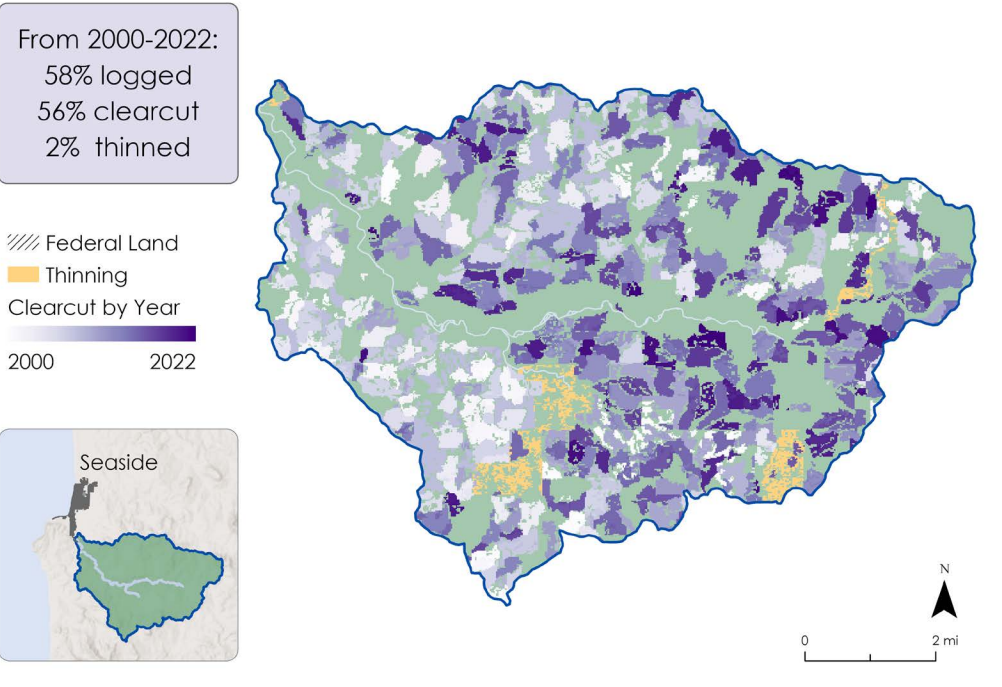 From 2000-2022:
58% logged
56% clearcut
2% thinned
Federal Land
Thinning
Clearcut by Year
2000 2022
Seaside
N
0 2 mi